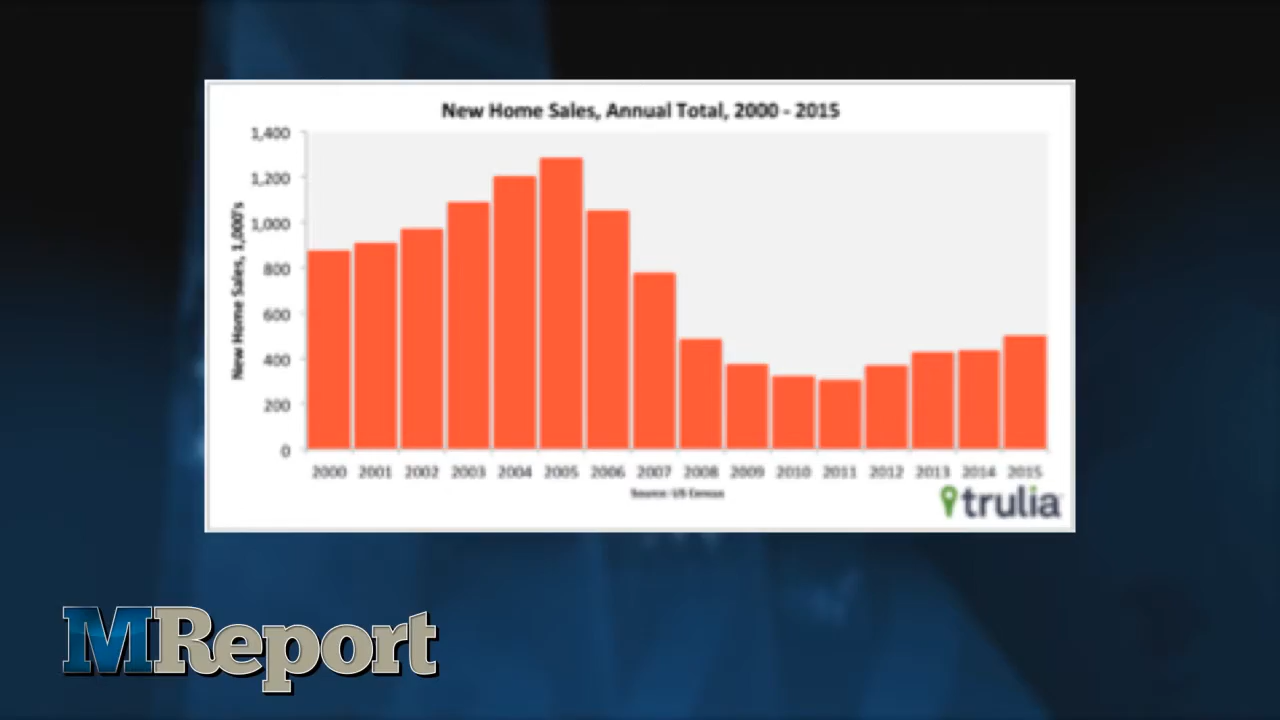 New Home Sales, Annual Total, 2000 - 2015
1,400
1,200
1,000
800
600
400
200
0
New Home Sales, 1,000's
2000 2001 2002 2003 2004 2005 2006 2007 2008 2009 2010 2011 2012 2013 2014 2015
Source: US Census
trulia
MReport